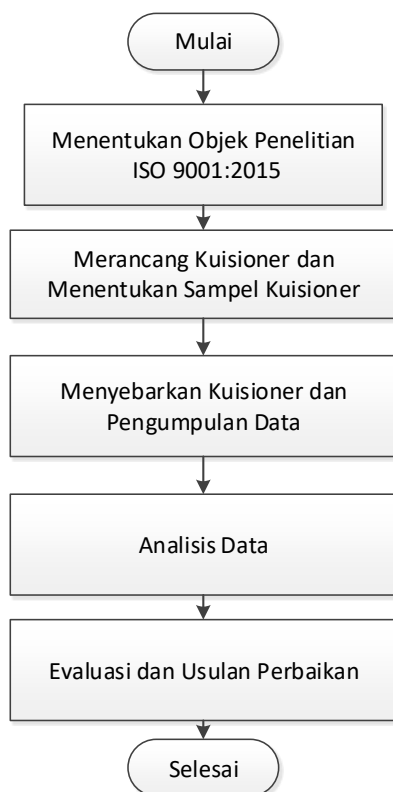 Mulai
Menentukan Objek Penelitian
ISO 9001:2015
Merancang Kuisioner dan
Menentukan Sampel Kuisioner
Menyebarkan Kuisioner dan
Pengumpulan Data
Analisis Data
Evaluasi dan Usulan Perbaikan
Selesai